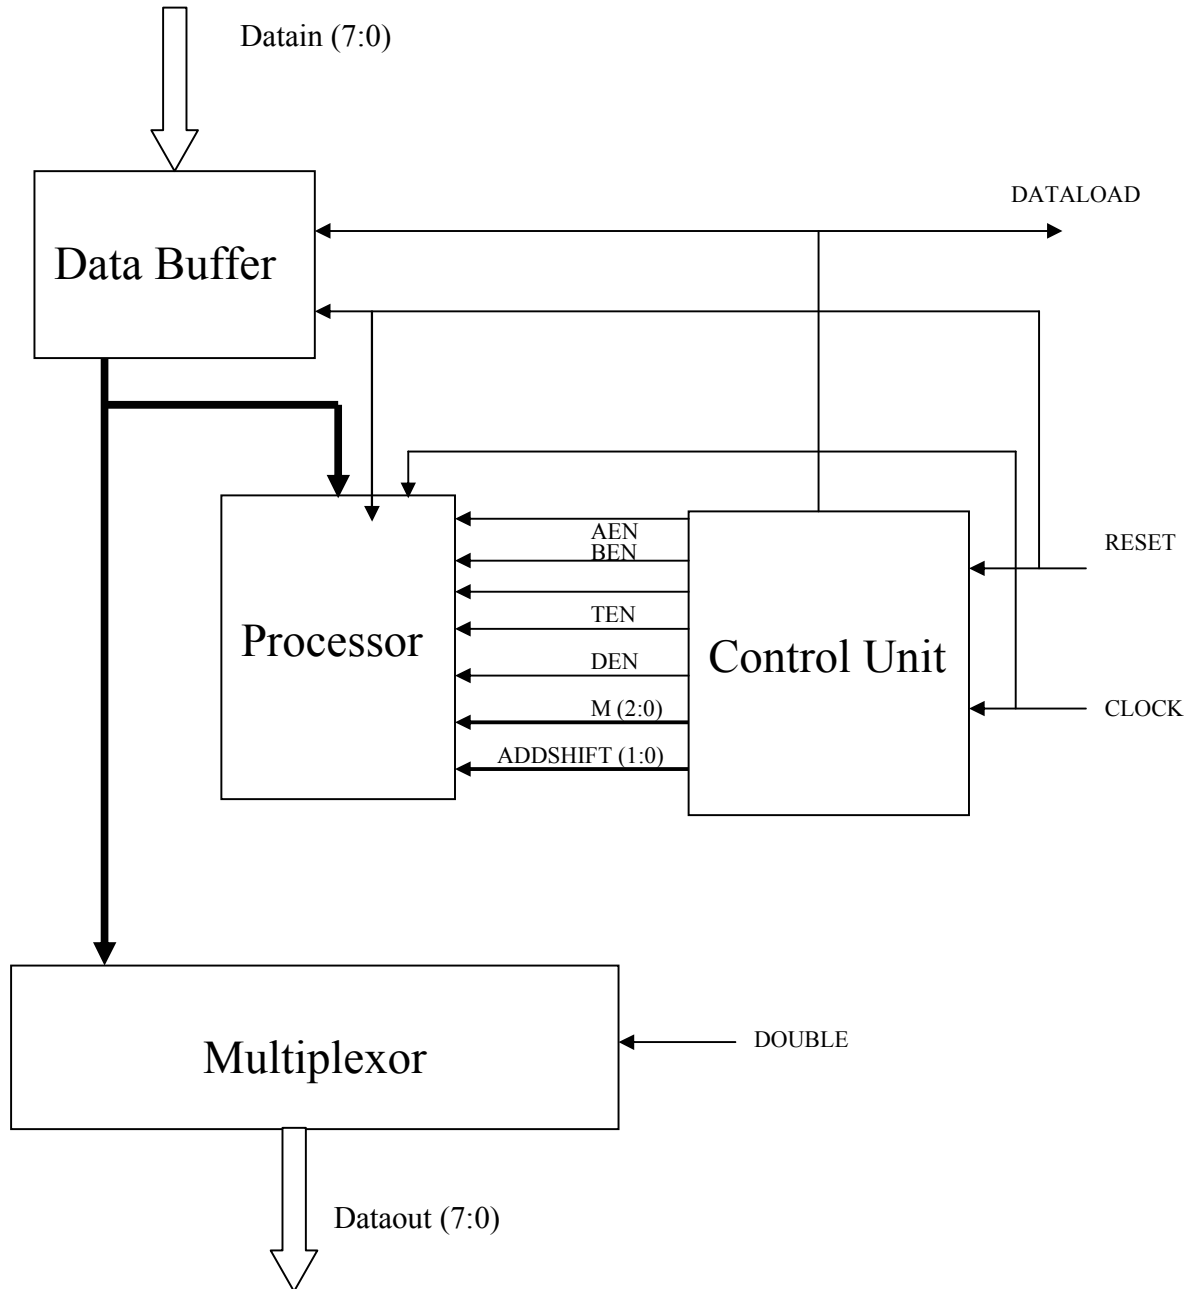 Datain (7:0)
DATALOAD
Data Buffer
AEN
BEN
RESET
TEN
Processor
Control Unit
DEN
M (2:0)
CLOCK
ADDSHIFT (1:0)
DOUBLE
Multiplexor
Dataout (7:0)